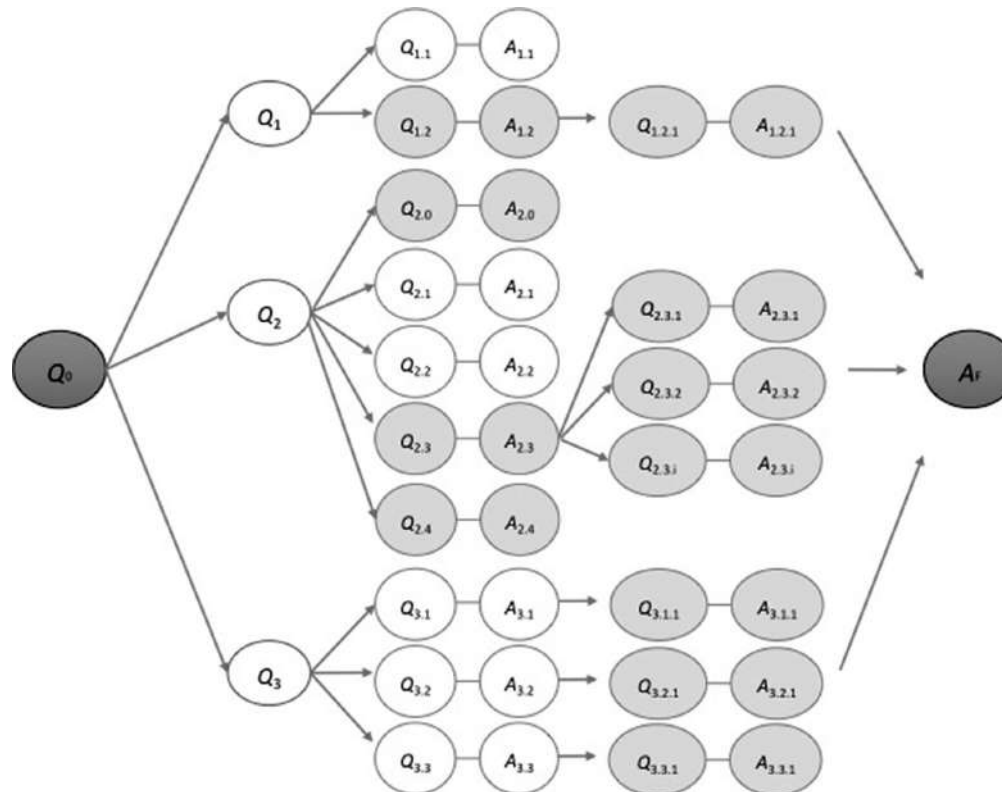 Q1.1 A1.1
Q1 Q1.2 A1.2 Q1.2.1 A1.2.1
Q2.0 A2.0
Q2.1 A2.1
Q2.3.1 A2.3.1
Q2
Q2.2 A2.2
Q0 Q2.3.2 A2.3.2 AF
Q2.3 A2.3
Q2.3.i A2.3.i
Q2.4 A2.4
Q3.1 A3.1 Q3.1.1 A3.1.1
Q3 Q3.2 A3.2 Q3.2.1 A3.2.1
Q3.3 A3.3 Q3.3.1 A3.3.1